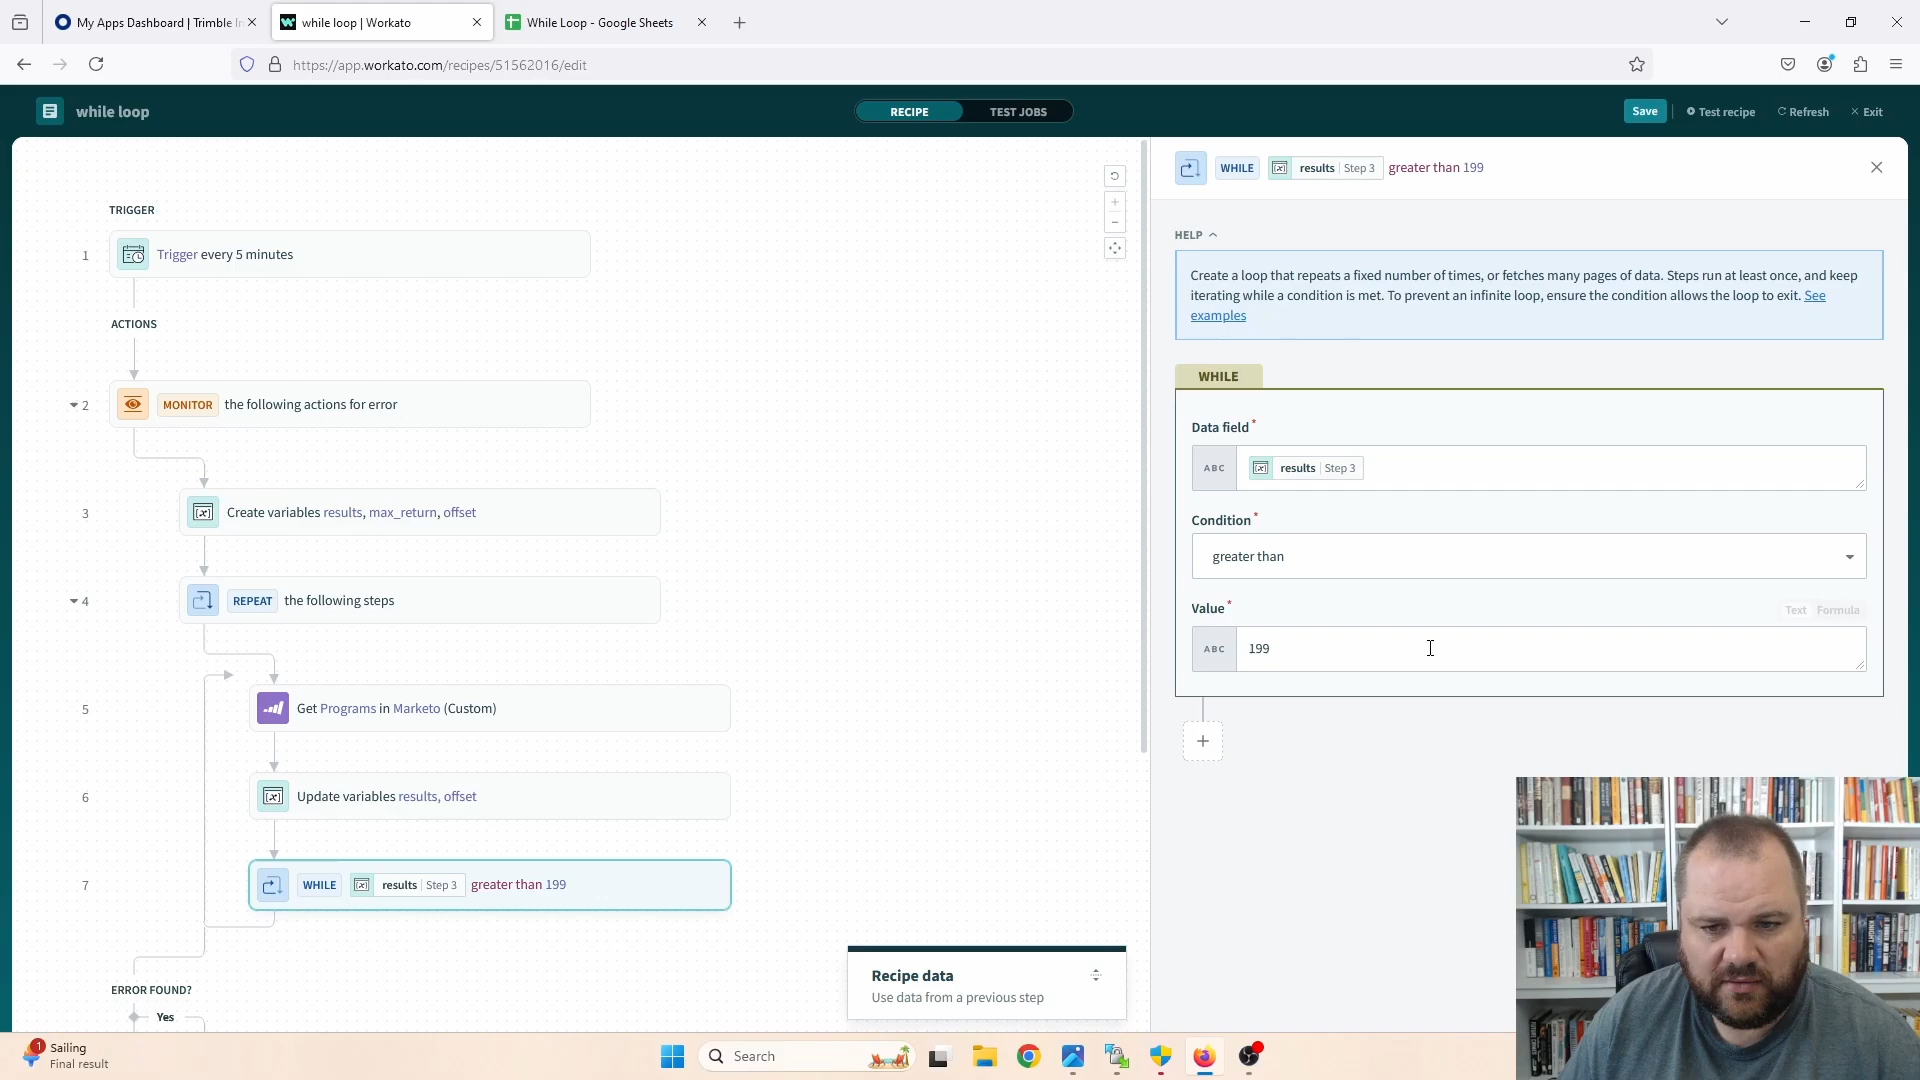 My Apps Dashboard | Trimble In
while loop | Workato
While Loop - Google Sheets
https://app.workato.com/recipes/51562016/edit
while loop
RECIPE
TEST JOBS
Save
Test recipe
Refresh
Exit
TRIGGER
1
Trigger every 5 minutes
ACTIONS
2
MONITOR the following actions for error
3
Create variables results, max_return, offset
4
REPEAT the following steps
5
Get Programs in Marketo (Custom)
6
Update variables results, offset
7
WHILE results Step 3 greater than 199
ERROR FOUND?
Yes
Recipe data
Use data from a previous step
WHILE results Step 3 greater than 199
HELP
Create a loop that repeats a fixed number of times, or fetches many pages of data. Steps run at least once, and keep
iterating while a condition is met. To prevent an infinite loop, ensure the condition allows the loop to exit. See
examples
WHILE
Data field*
ABC results Step 3
Condition*
greater than
Value*
Text Formula
ABC 199
1
Sailing
Final result
Search